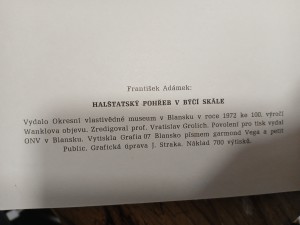 František Adámek:
HALŠTATSKÝ POHŘEB V BÝČÍ SKÁLE
Vydalo Okresní vlastivědné museum v Blansku v roce 1972 ke 100. výročí
Wanklova objevu. Zredigoval prof. Vratislav Grolich. Povolení pro tisk vydal
ONV v Blansku. Vytiskla Grafia 07 Blansko písmem garmond Vega a petit
Public. Grafická úprava J. Straka. Náklad 700 výtisků.